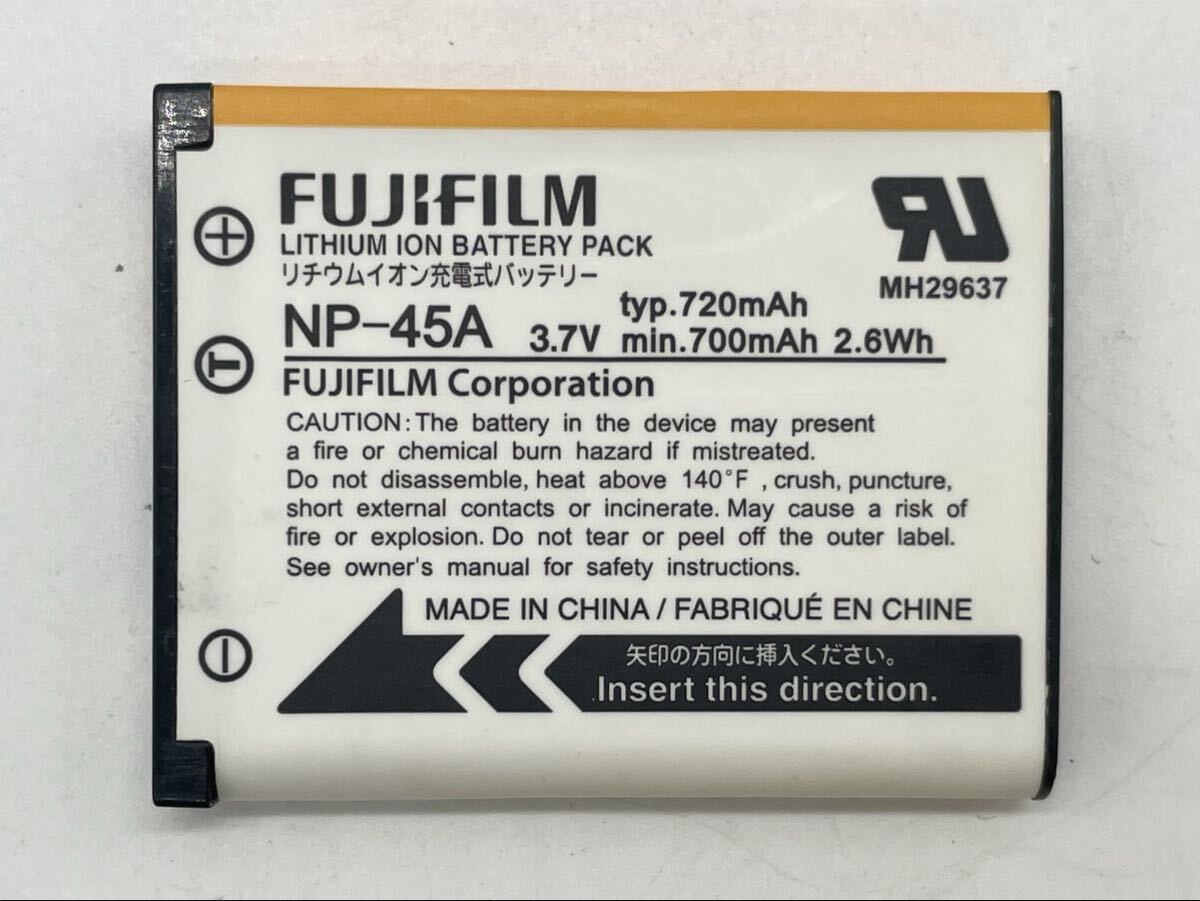 FUJIFILM
LITHIUM ION BATTERY PACK
リチウムイオン充電式バッテリー
NP-45A 3.7V typ.720mAh min.700mAh 2.6Wh
RU
MH29637
FUJIFILM Corporation
CAUTION: The battery in the device may present
a fire or chemical burn hazard if mistreated.
Do not disassemble, heat above 140°F , crush, puncture,
short external contacts or incinerate. May cause a risk of
fire or explosion. Do not tear or peel off the outer label.
See owner's manual for safety instructions.
MADE IN CHINA / FABRIQUÉ EN CHINE
矢印の方向に挿入ください。
Insert this direction.
+
T
-